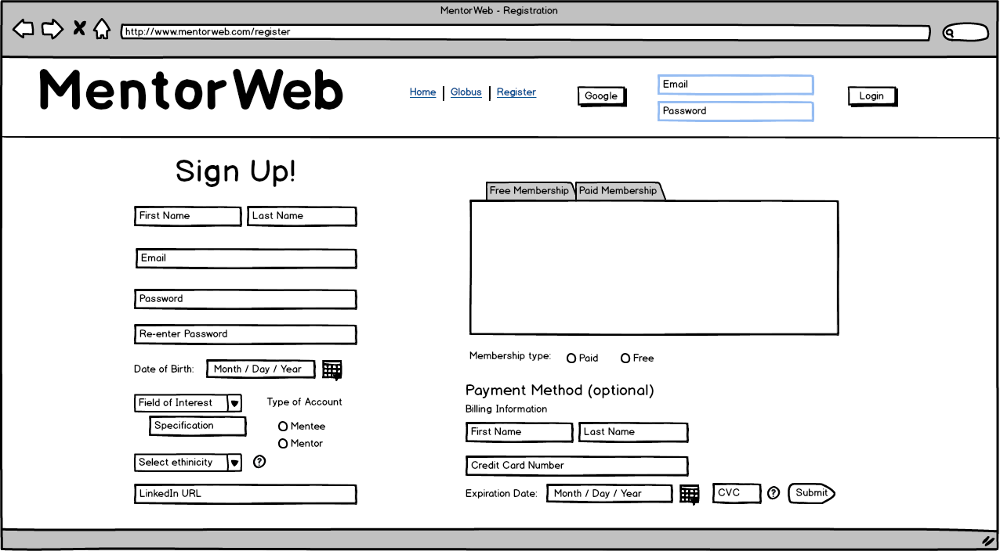 MentorWeb - Registration
http://www.mentorweb.com/register
MentorWeb
Home | Globus | Register
Google
Email
Password
Login
Sign Up!
First Name
Last Name
Email
Password
Re-enter Password
Date of Birth:
Month / Day / Year
Field of Interest
Specification
Type of Account
Mentee
Mentor
Select ethinicity
?
LinkedIn URL
Free Membership
Paid Membership
Membership type:
Paid
Free
Payment Method (optional)
Billing Information
First Name
Last Name
Credit Card Number
Expiration Date:
Month / Day / Year
CVC
?
Submit